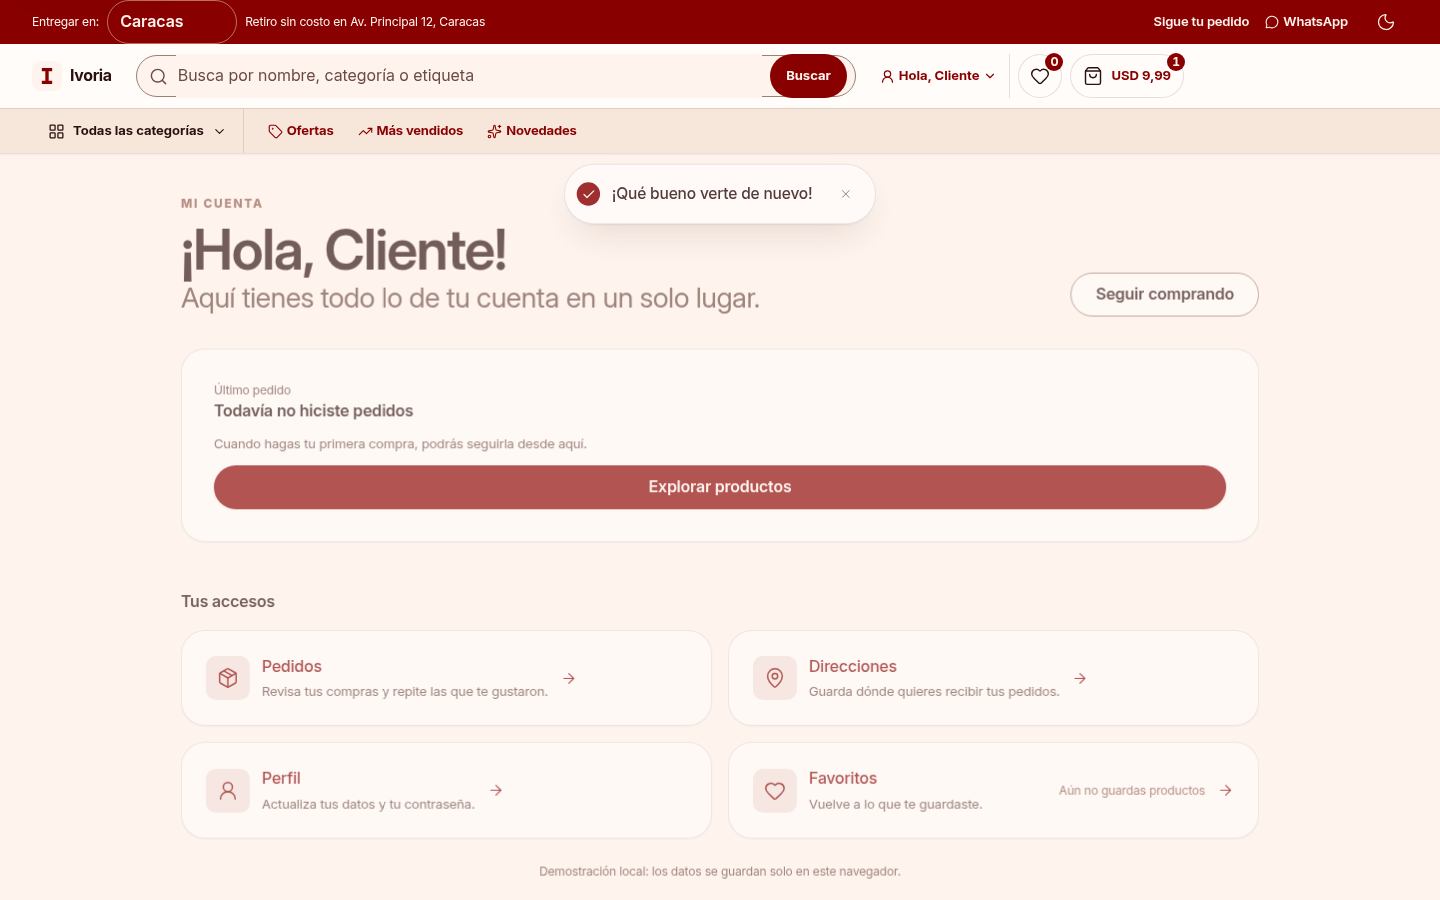 Entregar en:
Caracas
Retiro sin costo en Av. Principal 12, Caracas
Sigue tu pedido
WhatsApp
I
Ivoria
Busca por nombre, categoría o etiqueta
Buscar
Hola, Cliente
0
USD 9,99
1
Todas las categorías
Ofertas
Más vendidos
Novedades
¡Qué bueno verte de nuevo!
MI CUENTA
¡Hola, Cliente!
Aquí tienes todo lo de tu cuenta en un solo lugar.
Seguir comprando
Último pedido
Todavía no hiciste pedidos
Cuando hagas tu primera compra, podrás seguirla desde aquí.
Explorar productos
Tus accesos
Pedidos
Revisa tus compras y repite las que te gustaron.
Direcciones
Guarda dónde quieres recibir tus pedidos.
Perfil
Actualiza tus datos y tu contraseña.
Favoritos
Vuelve a lo que te guardaste.
Aún no guardas productos
Demostración local: los datos se guardan solo en este navegador.